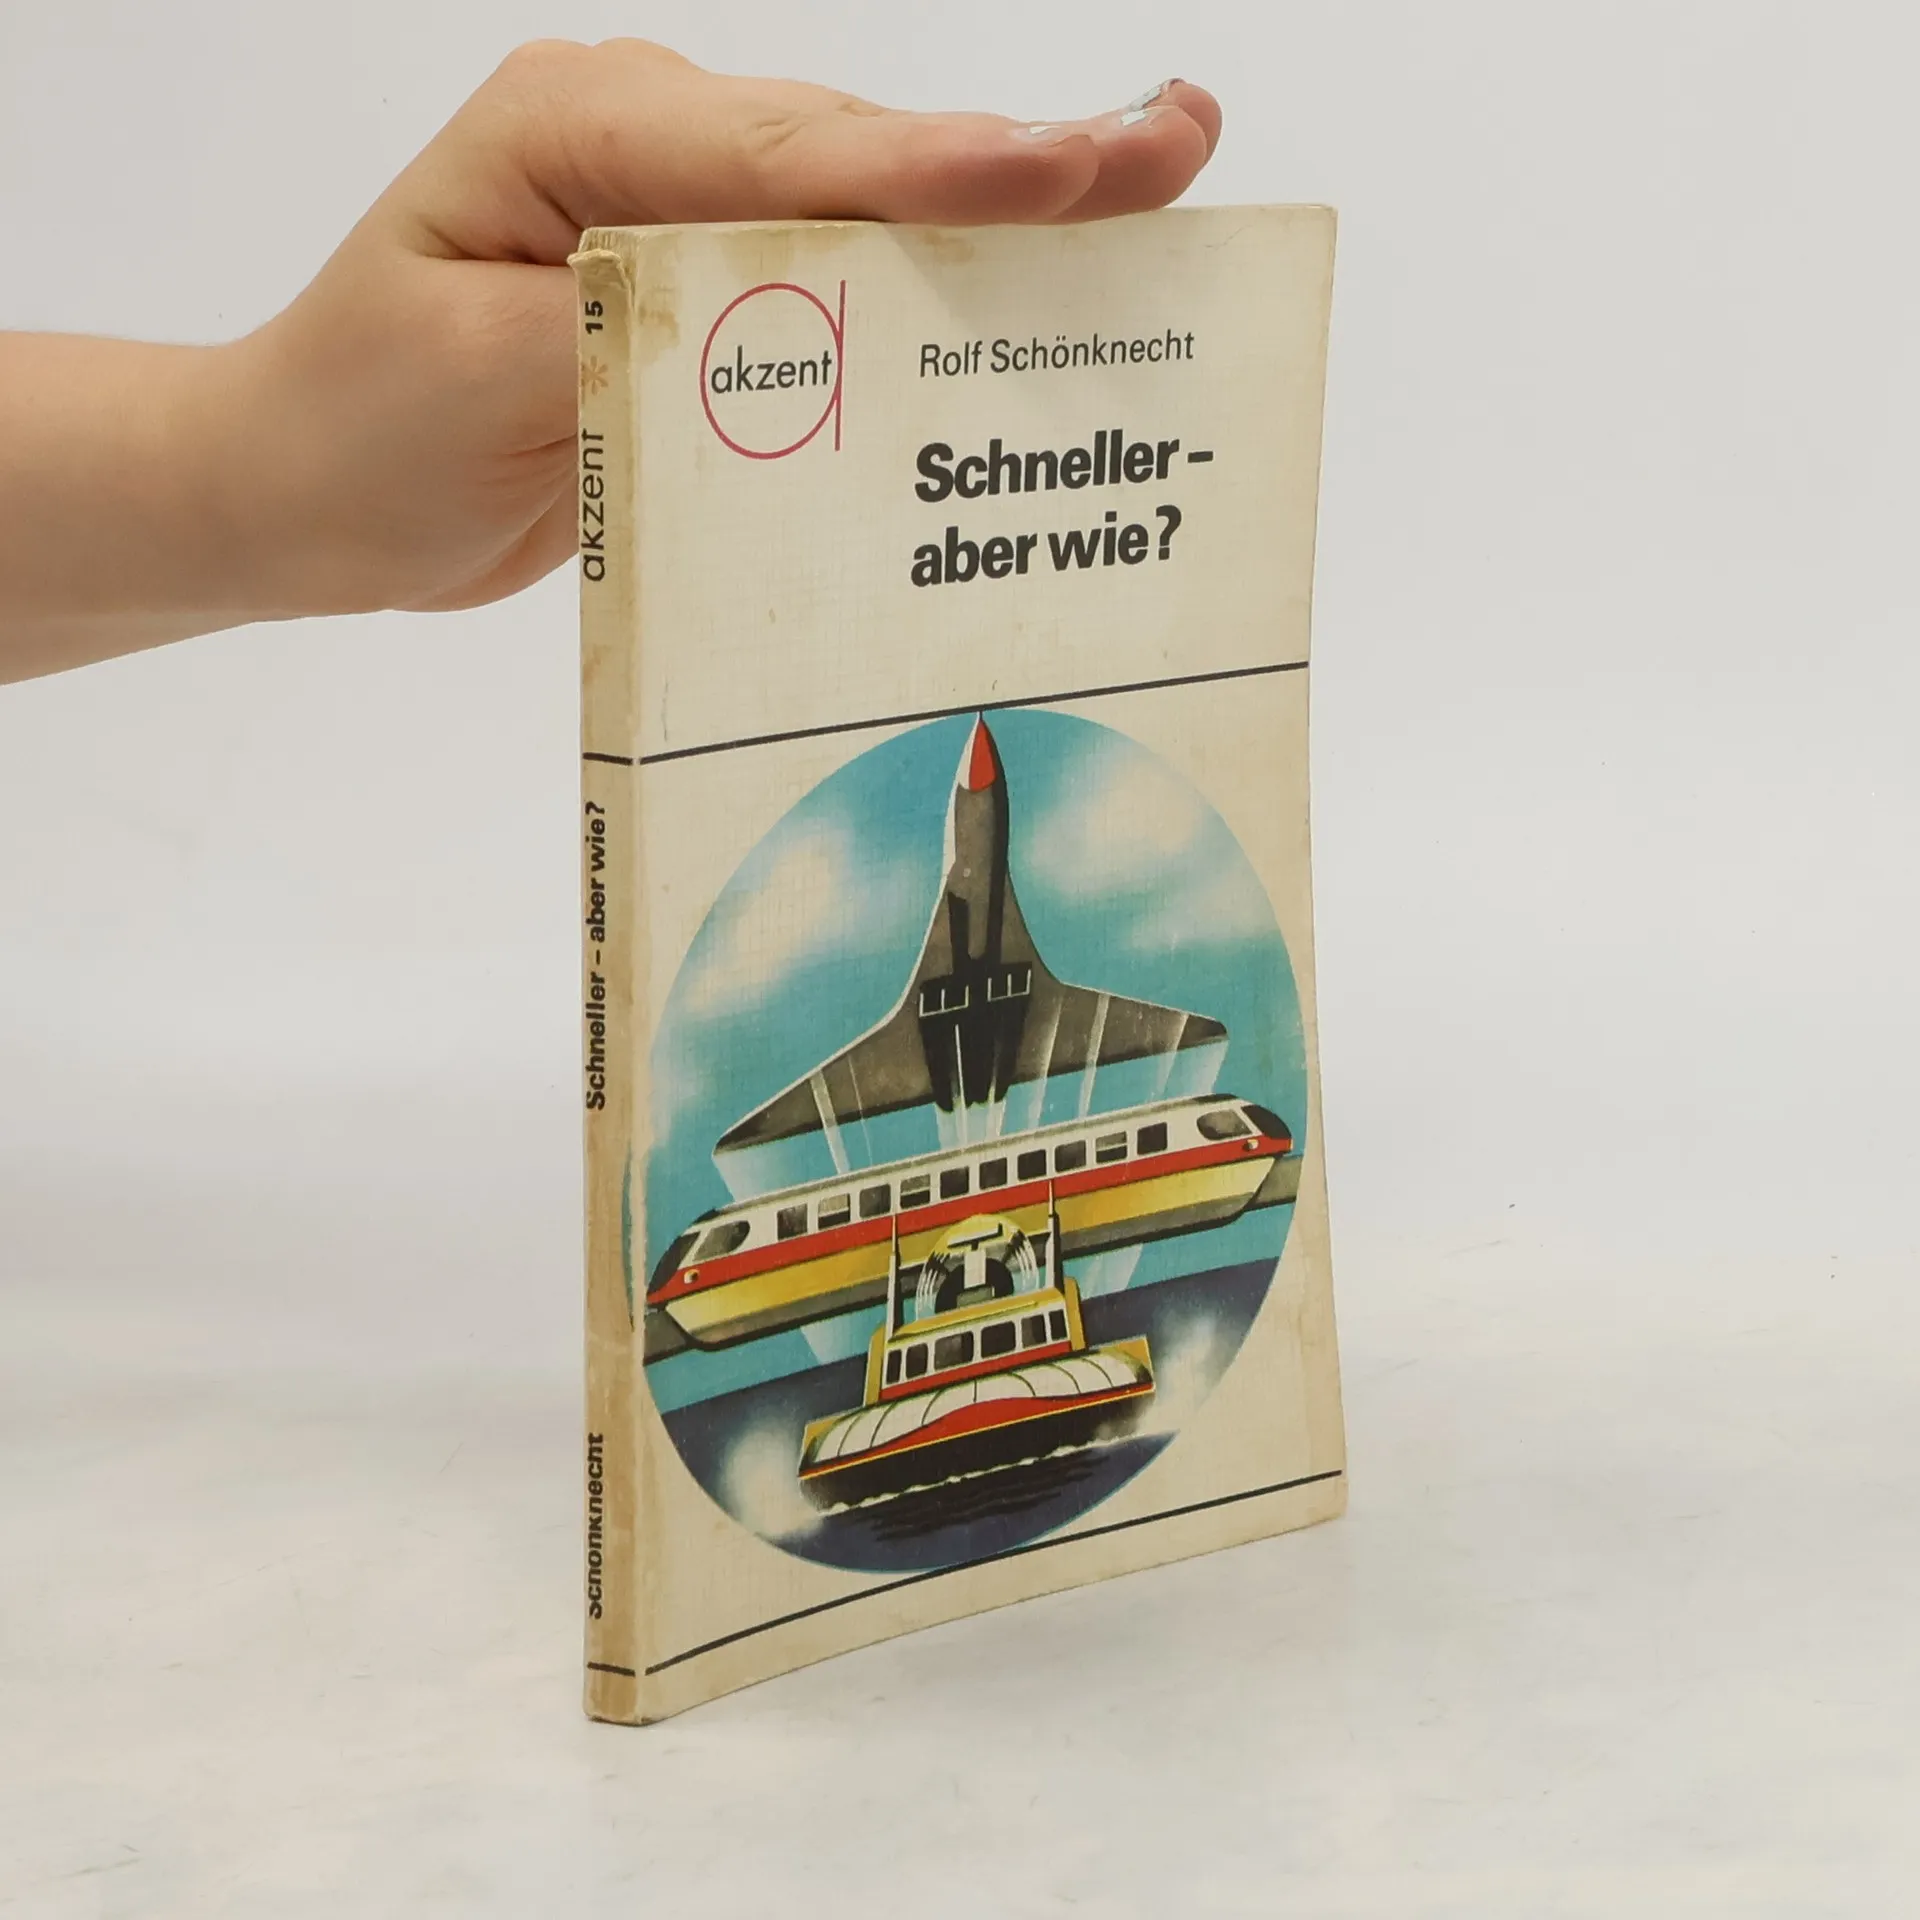 akzent
Rolf Schönknecht
Schneller –
aber wie?
akzent * 15
Schneller – aber wie?
Schönknecht